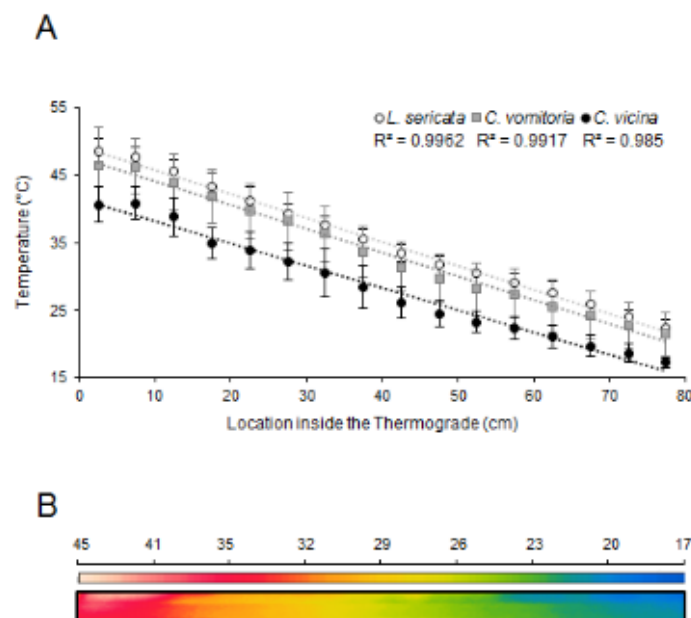 A
L. sericata C. vomitoria C. vicina
R² = 0.9962 R² = 0.9917 R² = 0.985
55
45
35
25
15
Temperature (°C)
0 10 20 30 40 50 60 70 80
Location inside the Thermograde (cm)
B
45 41 35 32 29 26 23 20 17